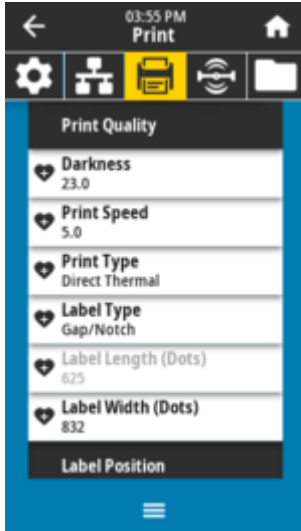 03:55 PM
Print
Print Quality
Darkness
23.0
Print Speed
5.0
Print Type
Direct Thermal
Label Type
Gap/Notch
Label Length (Dots)
625
Label Width (Dots)
832
Label Position